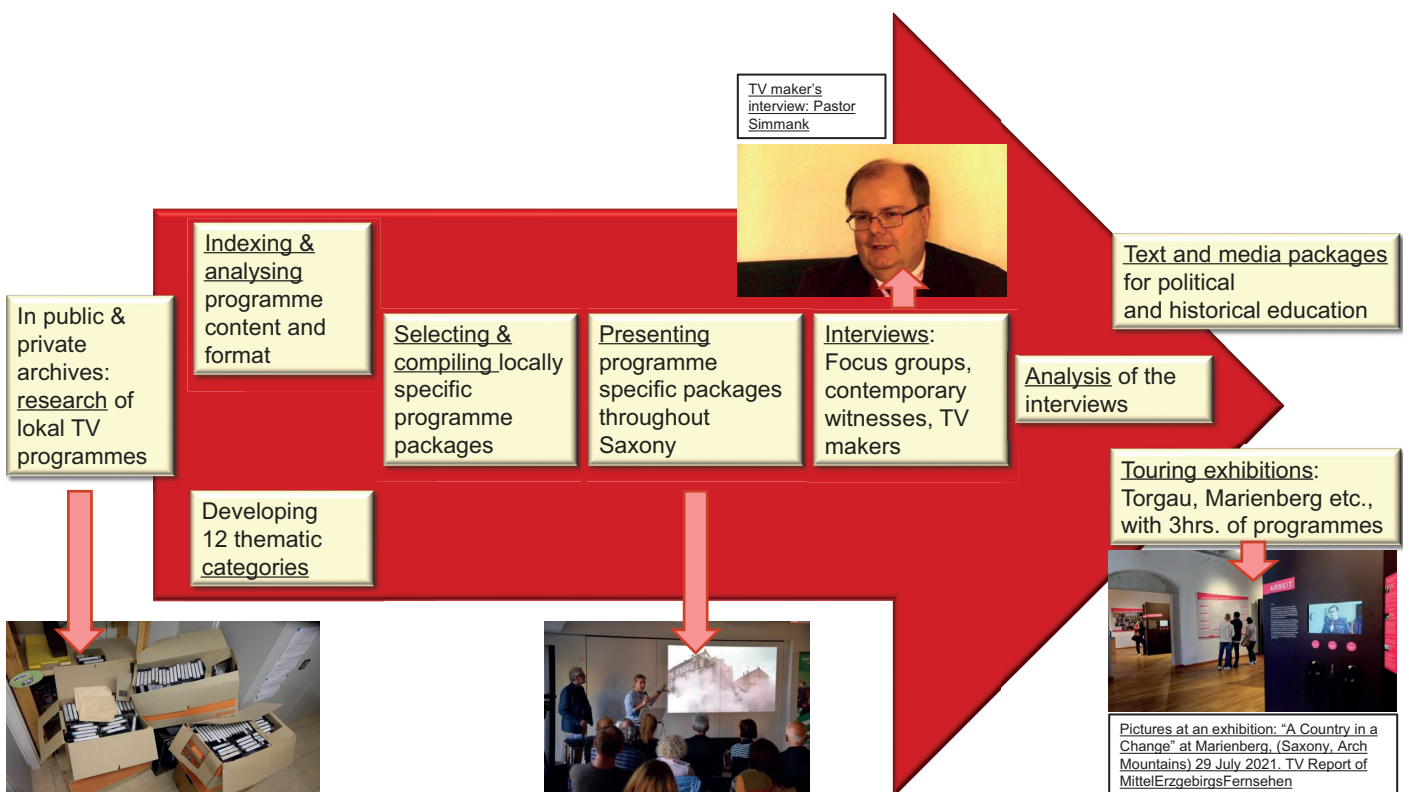 TV maker's
interview: Pastor
Simmank
In public &
private
archives:
research of
lokal TV
programmes
Indexing &
analysing
programme
content and
format
Developing
12 thematic
categories
Selecting &
compiling locally
specific
programme
packages
Presenting
programme
specific packages
throughout
Saxony
Interviews:
Focus groups,
contemporary
witnesses, TV
makers
Analysis of the
interviews
Text and media packages
for political
and historical education
Touring exhibitions:
Torgau, Marienberg etc.,
with 3hrs. of programmes
ARBEIT
Pictures at an exhibition: “A Country in a
Change” at Marienberg, (Saxony, Arch
Mountains) 29 July 2021. TV Report of
MittelErzgebirgsFernsehen